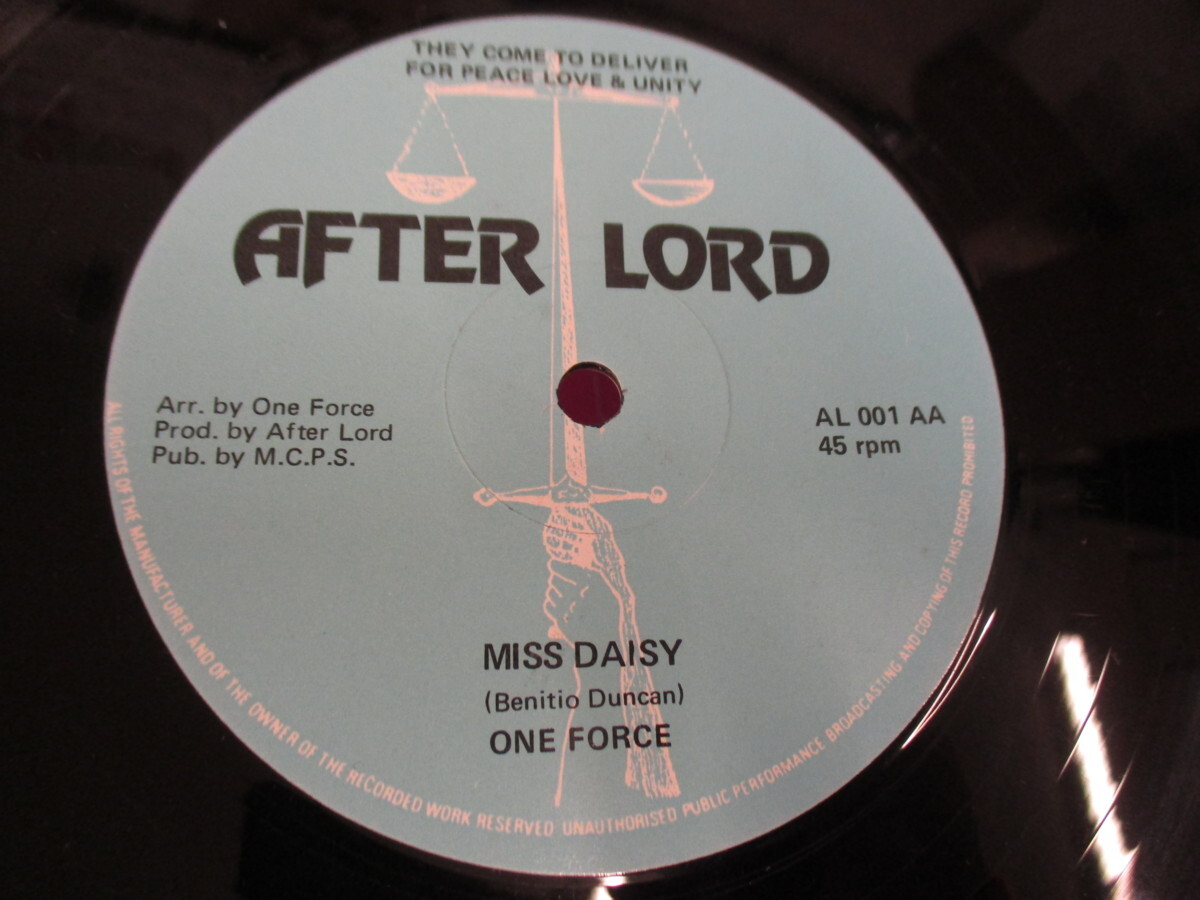 THEY COME TO DELIVER
FOR PEACE LOVE & UNITY
AFTER LORD
Arr. by One Force
Prod. by After Lord
Pub. by M.C.P.S.
AL 001 AA
45 rpm
MISS DAISY
(Benitio Duncan)
ONE FORCE
ALL RIGHTS OF THE MANUFACTURER AND OF THE OWNER OF THE RECORDED WORK RESERVED UNAUTHORISED PUBLIC PERFORMANCE BROADCASTING AND COPYING OF THIS RECORD PROHIBITED